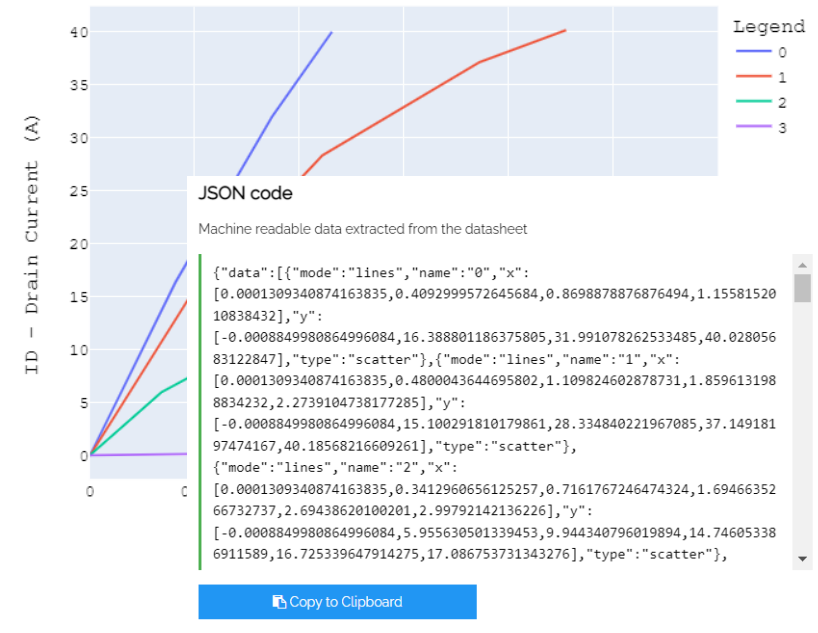 Legend
0
1
2
3
40
35
30
25
20
15
10
5
0
ID – Drain Current (A)
0
JSON code
Machine readable data extracted from the datasheet
{"data":[{"mode":"lines","name":"0","x":
[0.0001309340874163835,0.4092999572645684,0.8698878876876494,1.15581520
10838432],"y":
[-0.0008849980864996084,16.388801186375805,31.991078262533485,40.028056
83122847],"type":"scatter"},{"mode":"lines","name":"1","x":
[0.0001309340874163835,0.4800043644695802,1.109824602878731,1.859613198
8834232,2.2739104738177285],"y":
[-0.0008849980864996084,15.100291810179861,28.334840221967085,37.149181
97474167,40.18568216609261],"type":"scatter"},
{"mode":"lines","name":"2","x":
[0.0001309340874163835,0.3412960656125257,0.7161767246474324,1.69466352
66732737,2.69438620100201,2.99792142136226],"y":
[-0.0008849980864996084,5.955630501339453,9.944340796019894,14.74605338
6911589,16.725339647914275,17.086753731343276],"type":"scatter"},
Copy to Clipboard